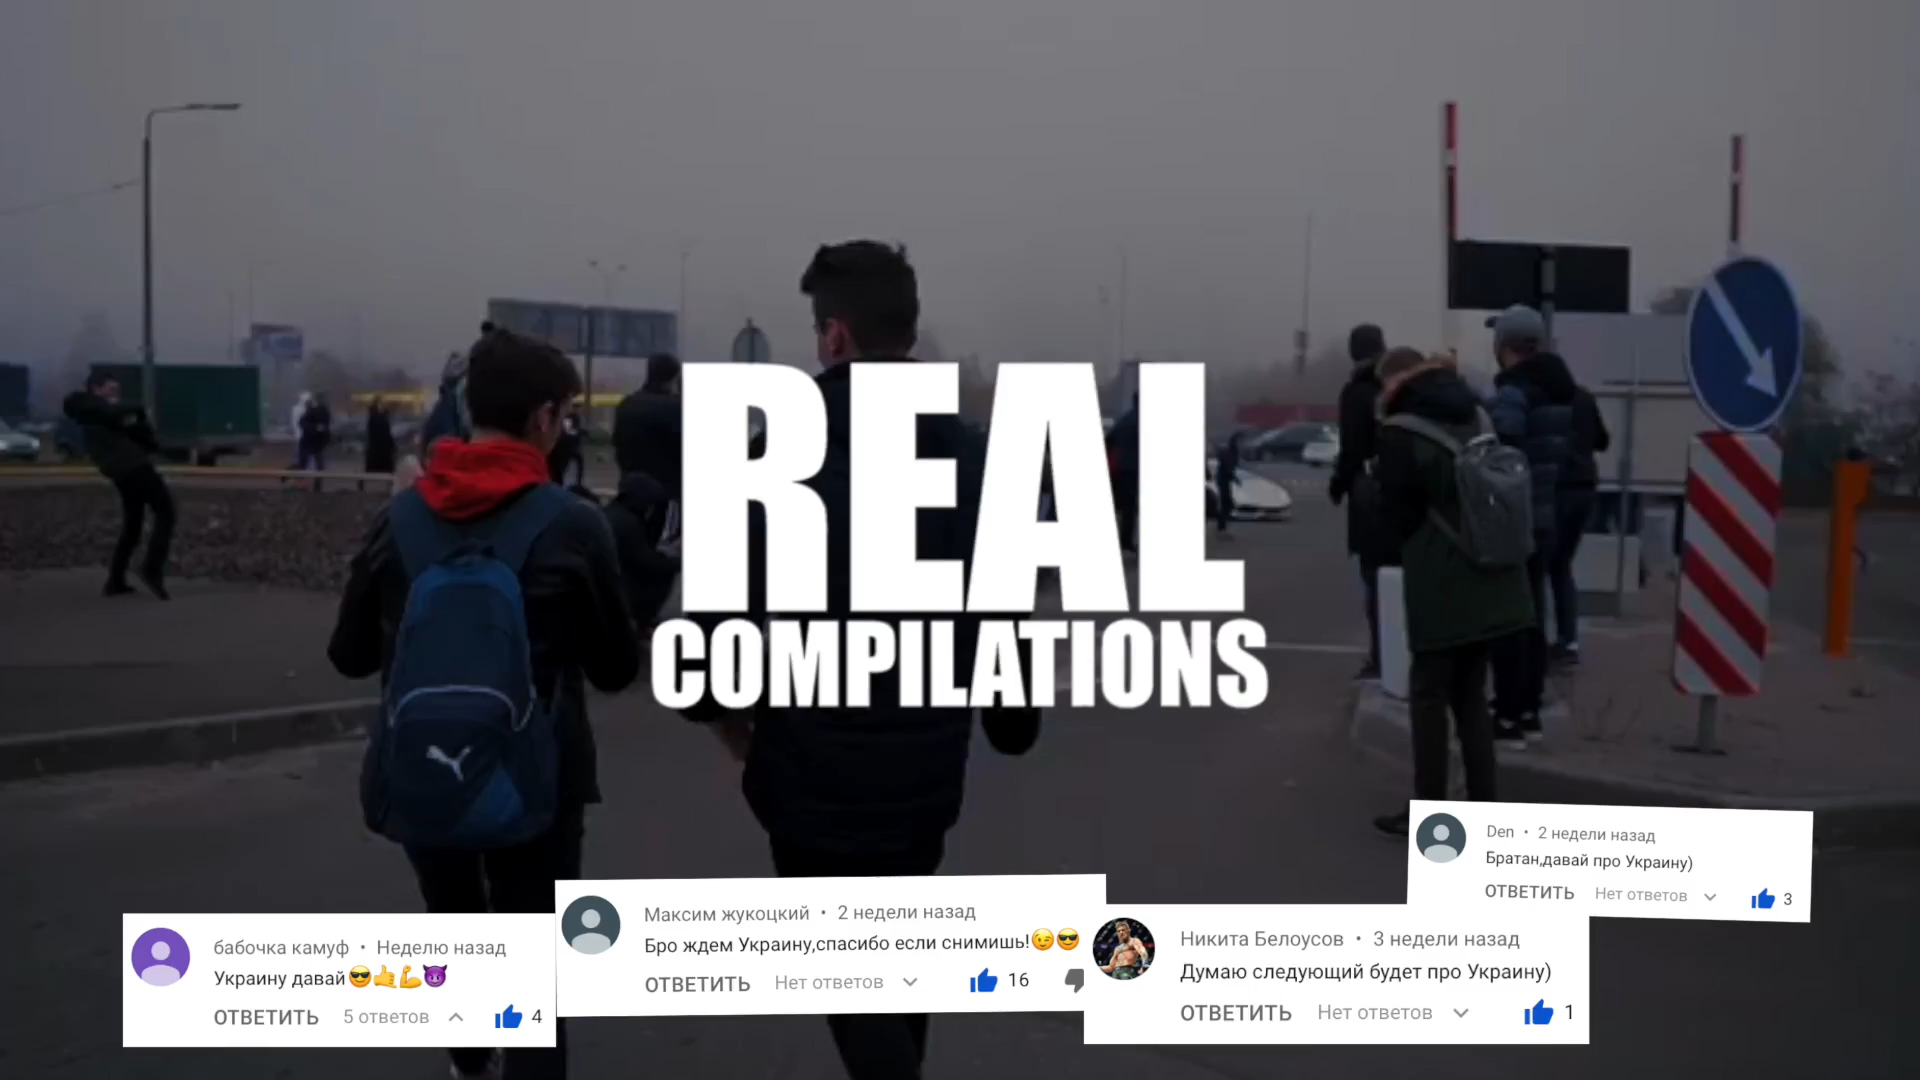 REAL
COMPILATIONS
Den • 2 недели назад
Братан,давай про Украину)
ОТВЕТИТЬ Нет ответов 3
Максим жукоцкий • 2 недели назад
Бро ждем Украину,спасибо если снимишь!😉😎
ОТВЕТИТЬ Нет ответов 16
Никита Белоусов • 3 недели назад
Думаю следующий будет про Украину)
ОТВЕТИТЬ Нет ответов 1
бабочка камуф • Неделю назад
Украину давай😎🤙💪😈
ОТВЕТИТЬ 5 ответов 4